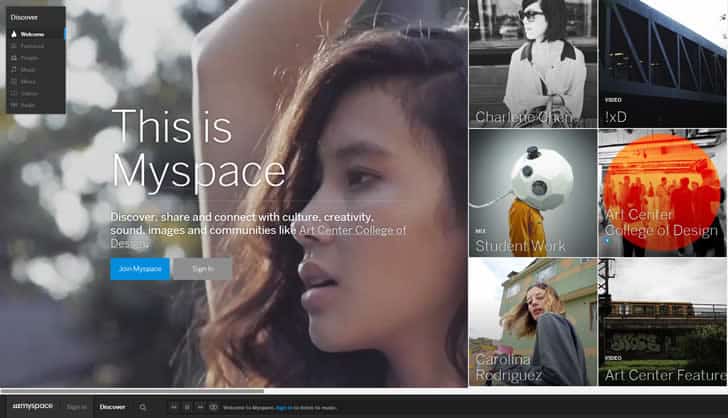 Discover
Welcome
Featured
People
Music
Mixes
Videos
Radio
This is
Myspace
Discover, share and connect with culture, creativity,
sound, images and communities like Art Center College of
Design.
Join Myspace
Sign In
Charlene Chen
VIDEO
!xD
MIX
Student Work
Art Center
College of Design
Carolina
Rodriguez
VIDEO
Art Center Feature
myspace
Sign in
Discover
Welcome to Myspace. Sign in to listen to music.